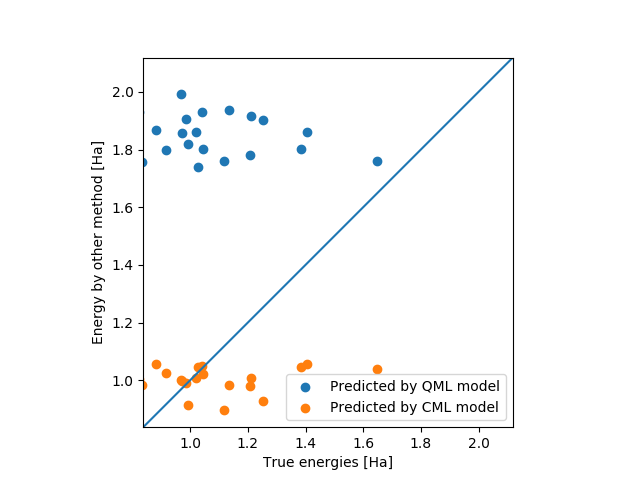 2.0
1.8
1.6
1.4
1.2
1.0
Energy by other method [Ha]
Predicted by QML model
Predicted by CML model
1.0 1.2 1.4 1.6 1.8 2.0
True energies [Ha]